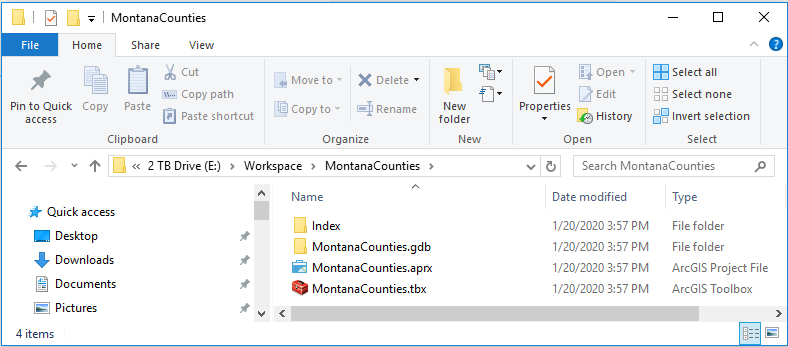 MontanaCounties
File Home Share View
Pin to Quick access
Copy
Paste
Cut
Copy path
Paste shortcut
Clipboard
Move to
Copy to
Delete
Rename
Organize
New folder
New
Properties
Open
Edit
History
Open
Select all
Select none
Invert selection
Select
« 2 TB Drive (E:) > Workspace > MontanaCounties >
Search MontanaCounties
Quick access
Desktop
Downloads
Documents
Pictures
Name Date modified Type
Index 1/20/2020 3:57 PM File folder
MontanaCounties.gdb 1/20/2020 3:57 PM File folder
MontanaCounties.aprx 1/20/2020 3:57 PM ArcGIS Project File
MontanaCounties.tbx 1/20/2020 3:57 PM ArcGIS Toolbox
4 items